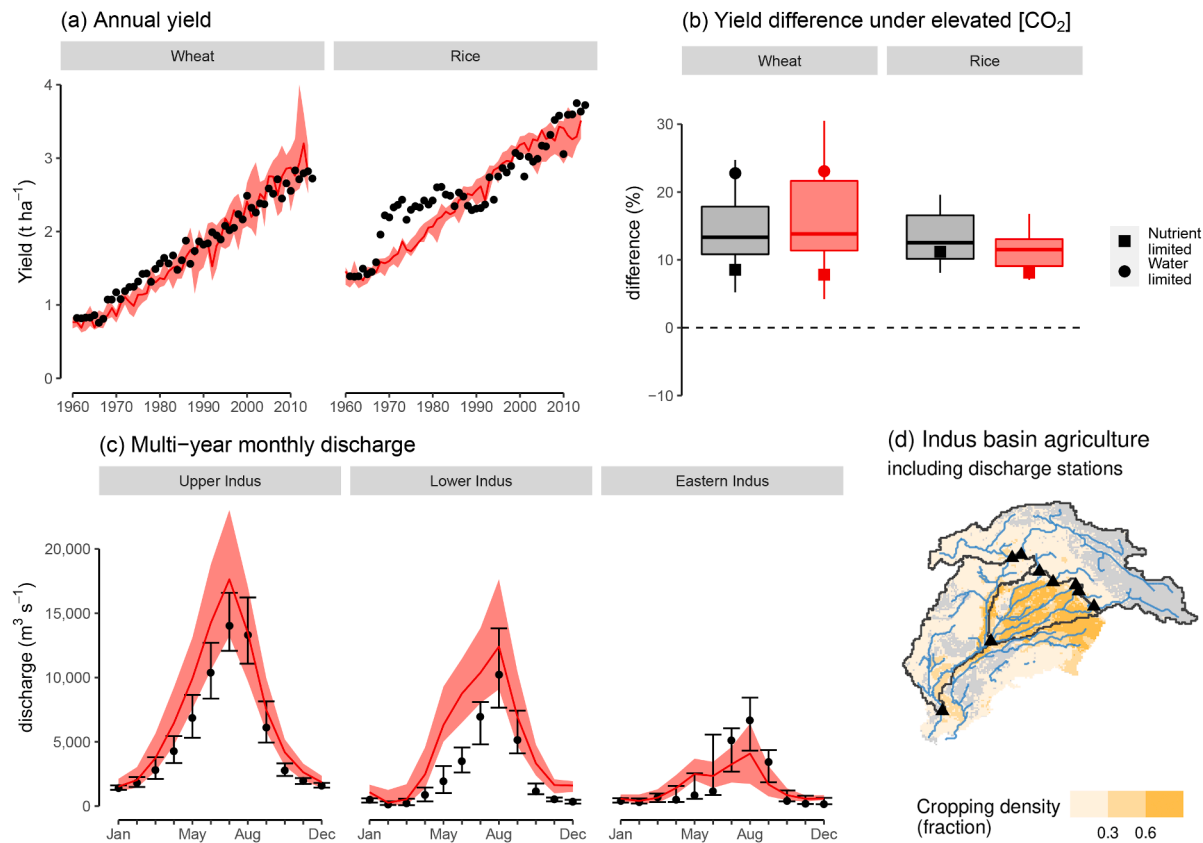 (a) Annual yield
Wheat
Rice
Yield (t ha⁻¹)
4
3
2
1
0
1960 1970 1980 1990 2000 2010
1960 1970 1980 1990 2000 2010
(b) Yield difference under elevated [CO₂]
Wheat
Rice
difference (%)
30
20
10
0
−10
Nutrient
limited
Water
limited
(c) Multi−year monthly discharge
Upper Indus
Lower Indus
Eastern Indus
discharge (m³ s⁻¹)
20,000
15,000
10,000
5,000
0
Jan May Aug Dec
Jan May Aug Dec
Jan May Aug Dec
(d) Indus basin agriculture
including discharge stations
Cropping density
(fraction)
0.3 0.6